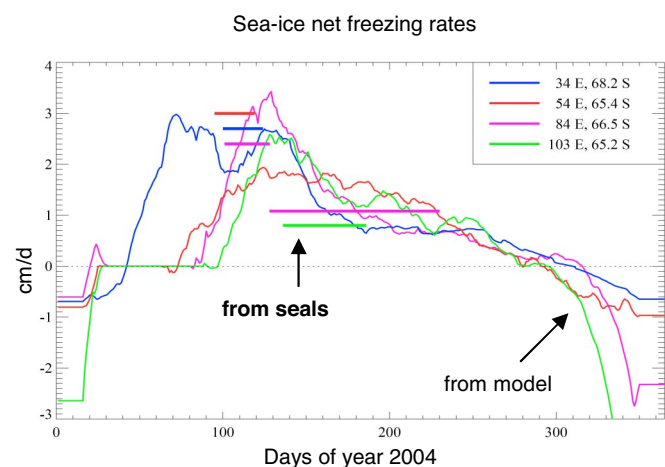 Sea-ice net freezing rates
4
3
2
1
0
-1
-2
-3
cm/d
34 E, 68.2 S
54 E, 65.4 S
84 E, 66.5 S
103 E, 65.2 S
from seals
from model
0 100 200 300
Days of year 2004